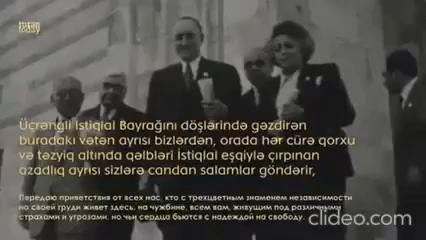 Üçrəngli İstiqlal Bayrağını döşlərində gəzdirən
buradakı vətən ayrısı bizlərdən, orada hər cürə qorxu
və təzyiq altında qəlbləri İstiqlal eşqiylə çırpınan
azadlıq ayrısı sizlərə candan salamlar göndərir,
Передаю приветствия от всех нас, кто с трехцветным знаменем независимости
на своей груди живет здесь, на чужбине, всем вам, живущим под различными
страхами и угрозами, но чьи сердца бьются с надеждой на свободу.
clideo.com